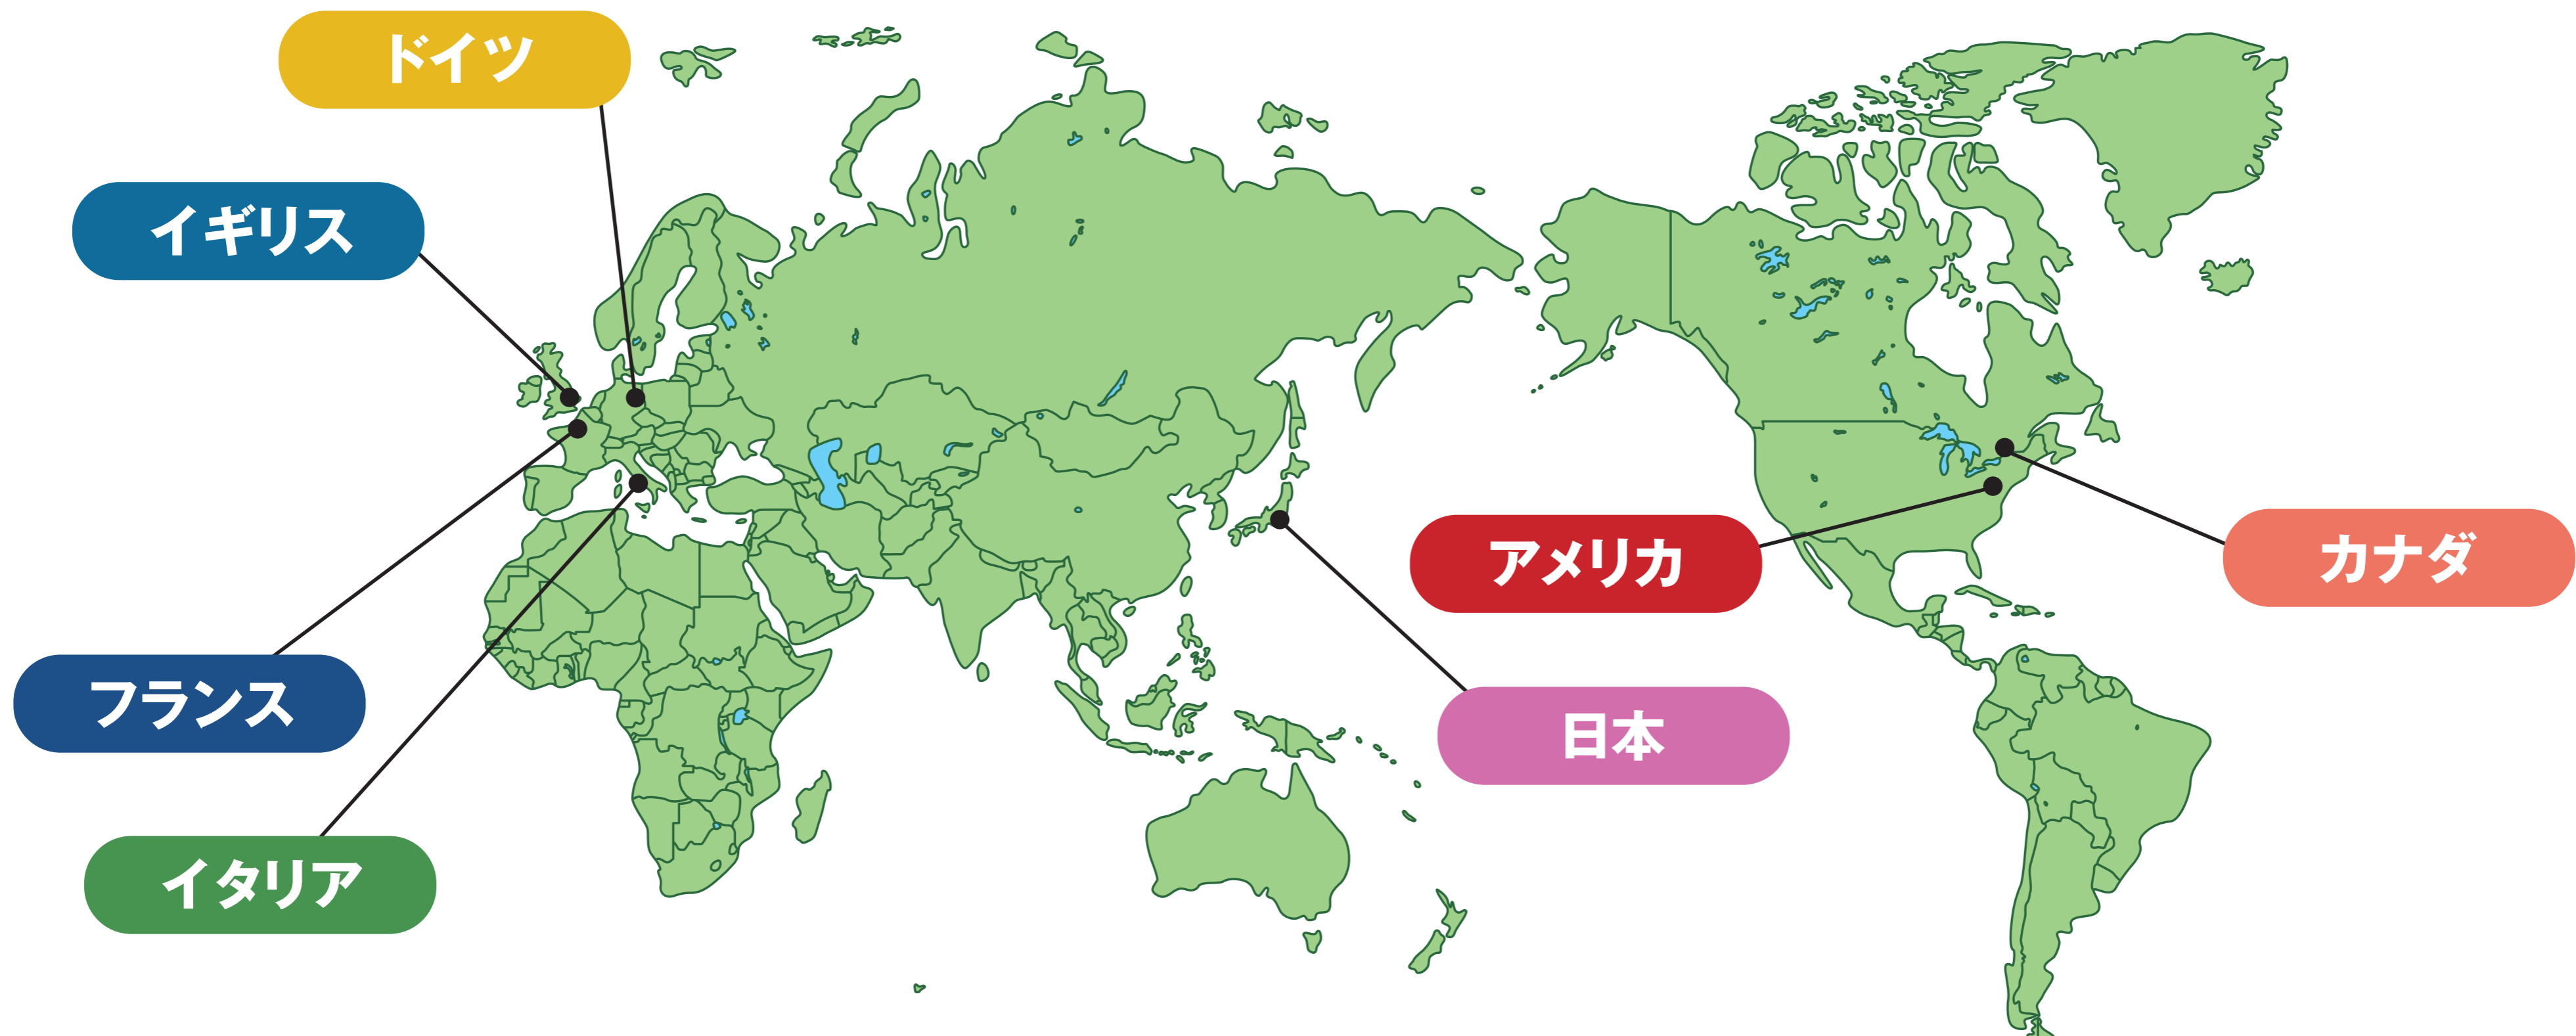 ドイツ
イギリス
アメリカ
カナダ
フランス
日本
イタリア